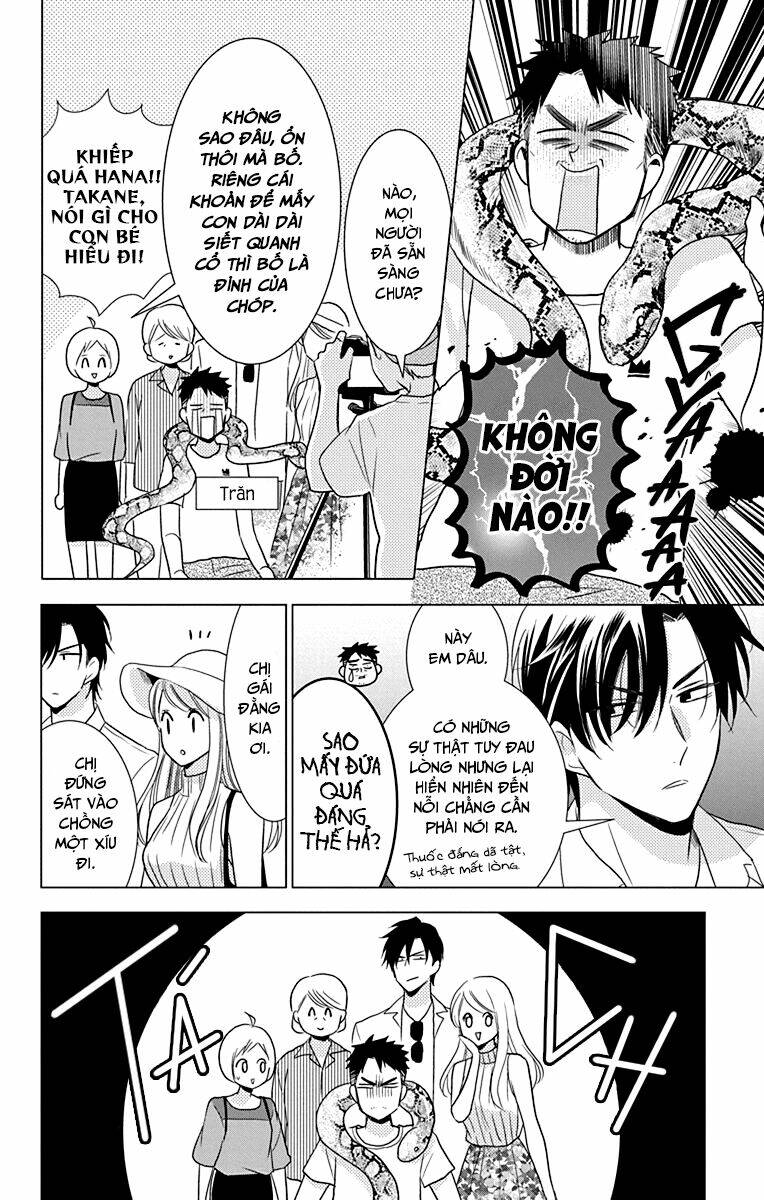 KHÔNG
ĐỜI
NÀO!!
GYAAAAA
NÀO,
MỌI
NGƯỜI
ĐÃ SẴN
SÀNG
CHƯA?
KHÔNG
SAO ĐÂU, ỔN
THÔI MÀ BỐ.
RIÊNG CÁI
KHOẢN ĐỂ MẤY
CON DÀI DÀI
SIẾT QUANH
CỔ THÌ BỐ LÀ
ĐỈNH CỦA
CHÓP.
KHIẾP
QUÁ HANA!!
TAKANE,
NÓI GÌ CHO
CON BÉ
HIỂU ĐI!
Trăn
NÀY
EM DÂU.
CÓ NHỮNG
SỰ THẬT TUY ĐAU
LÒNG NHƯNG LẠI
HIỂN NHIÊN ĐẾN
NỖI CHẲNG CẦN
PHẢI NÓI RA.
Thuốc đắng dã tật,
sự thật mất lòng
SAO
MẤY ĐỨA
QUÁ
ĐÁNG
THẾ HẢ?
CHỊ
GÁI ĐẰNG
KIA
ƠI.
CHỊ
ĐỨNG
SÁT VÀO
CHỒNG
MỘT XÍU
ĐI.
TÁCH